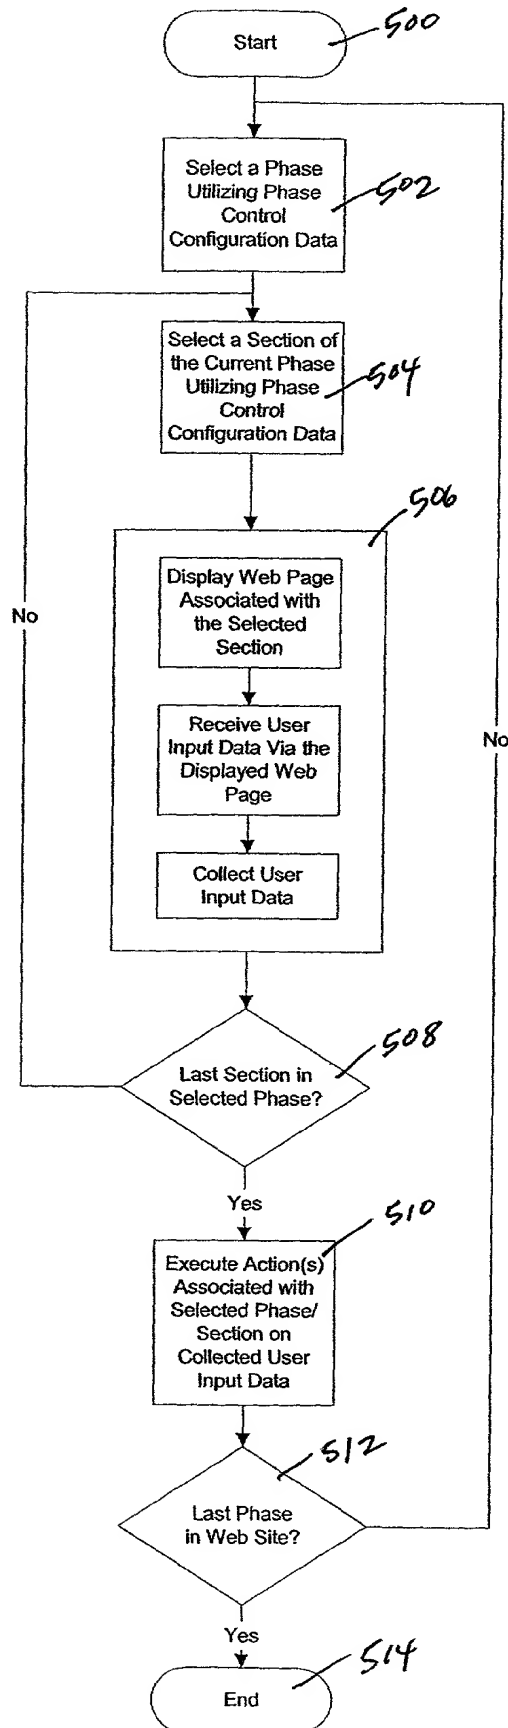 Start
500
Select a Phase
Utilizing Phase
Control
Configuration Data
502
Select a Section of
the Current Phase
Utilizing Phase
Control
Configuration Data
504
506
Display Web Page
Associated with
the Selected
Section
No
Receive User
Input Data Via the
Displayed Web
Page
No
Collect User
Input Data
508
Last Section in
Selected Phase?
Yes
510
Execute Action(s)
Associated with
Selected Phase/
Section on
Collected User
Input Data
512
Last Phase
in Web Site?
Yes
514
End